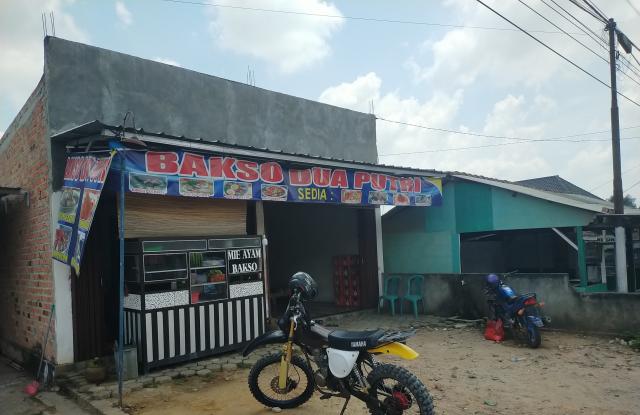 BAKSO DUA PUTRI
SEDIA :
MIE AYAM
BAKSO
YAMAHA